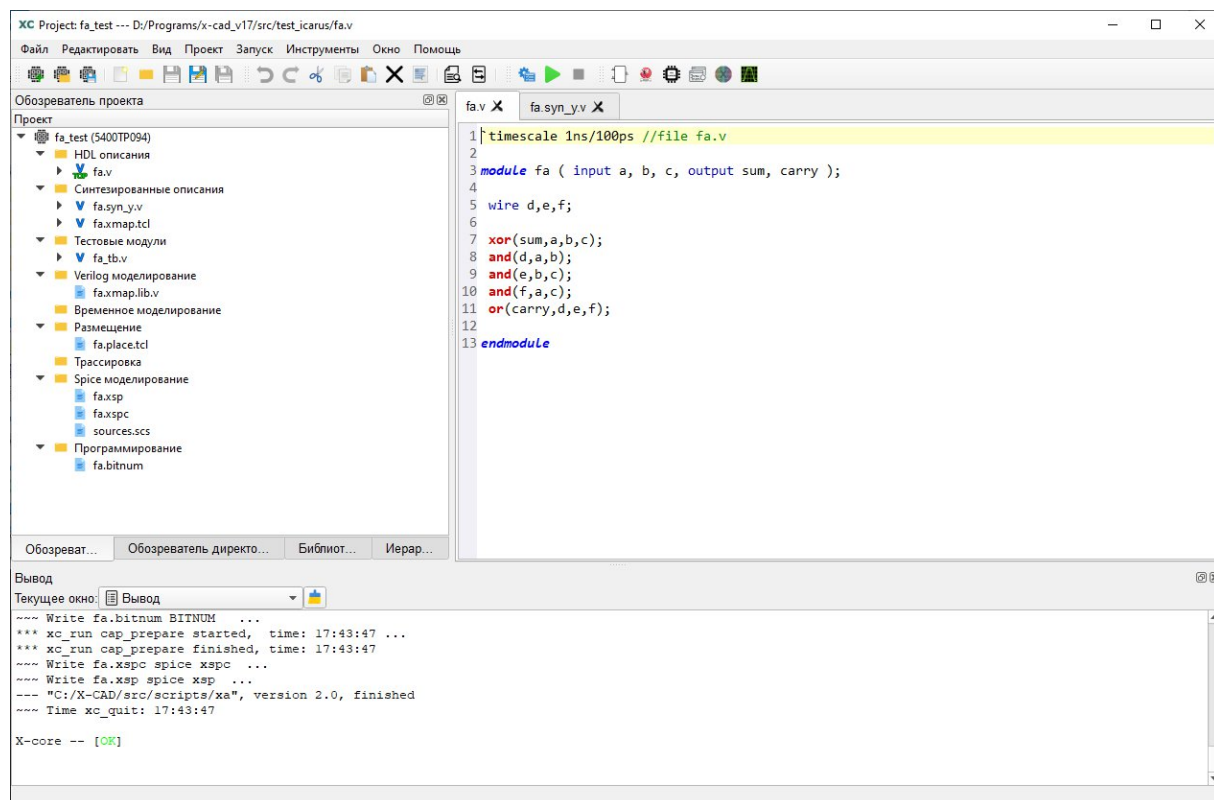 XC Project: fa_test --- D:/Programs/x-cad_v17/src/test_icarus/fa.v
Файл Редактировать Вид Проект Запуск Инструменты Окно Помощь
Обозреватель проекта
Проект
fa_test (5400TP094)
HDL описания
fa.v
Синтезированные описания
fa.syn_y.v
fa.xmap.tcl
Тестовые модули
fa_tb.v
Verilog моделирование
fa.xmap.lib.v
Временное моделирование
Размещение
fa.place.tcl
Трассировка
Spice моделирование
fa.xsp
fa.xspc
sources.scs
Программирование
fa.bitnum
Обозреват... Обозреватель директо... Библиот... Иерар...
fa.v fa.syn_y.v
1 `timescale 1ns/100ps //file fa.v
2
3 module fa ( input a, b, c, output sum, carry );
4
5 wire d,e,f;
6
7 xor(sum,a,b,c);
8 and(d,a,b);
9 and(e,b,c);
10 and(f,a,c);
11 or(carry,d,e,f);
12
13 endmodule
Вывод
Текущее окно: Вывод
~~~ Write fa.bitnum BITNUM ...
*** xc_run cap_prepare started, time: 17:43:47 ...
*** xc_run cap_prepare finished, time: 17:43:47
~~~ Write fa.xspc spice xspc ...
~~~ Write fa.xsp spice xsp ...
--- "C:/X-CAD/src/scripts/xa", version 2.0, finished
~~~ Time xc_quit: 17:43:47
X-core -- [OK]